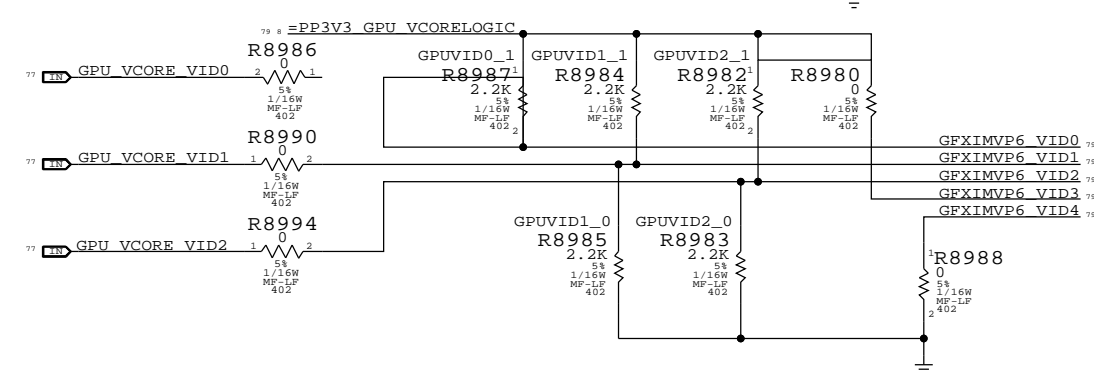 79 8 =PP3V3_GPU_VCORELOGIC
R8986
0
77 IN GPU_VCORE_VID0 2 1
5%
1/16W
MF-LF
402
GPUVID0_1 GPUVID1_1 GPUVID2_1
R8987 1 R8984 R8982 1 R8980
2.2K 2.2K 2.2K 0
5% 5% 5% 5%
1/16W 1/16W 1/16W 1/16W
MF-LF MF-LF MF-LF MF-LF
402 2 402 402 2 402
R8990
0
77 IN GPU_VCORE_VID1 1 2
5%
1/16W
MF-LF
402
GFXIMVP6_VID0 79
GFXIMVP6_VID1 79
GFXIMVP6_VID2 79
GFXIMVP6_VID3 79
GFXIMVP6_VID4 79
R8994
0
77 IN GPU_VCORE_VID2 1 2
5%
1/16W
MF-LF
402
GPUVID1_0 GPUVID2_0
R8985 R8983
2.2K 2.2K
5% 5%
1/16W 1/16W
MF-LF MF-LF
402 402
1 R8988
0
5%
1/16W
MF-LF
2 402